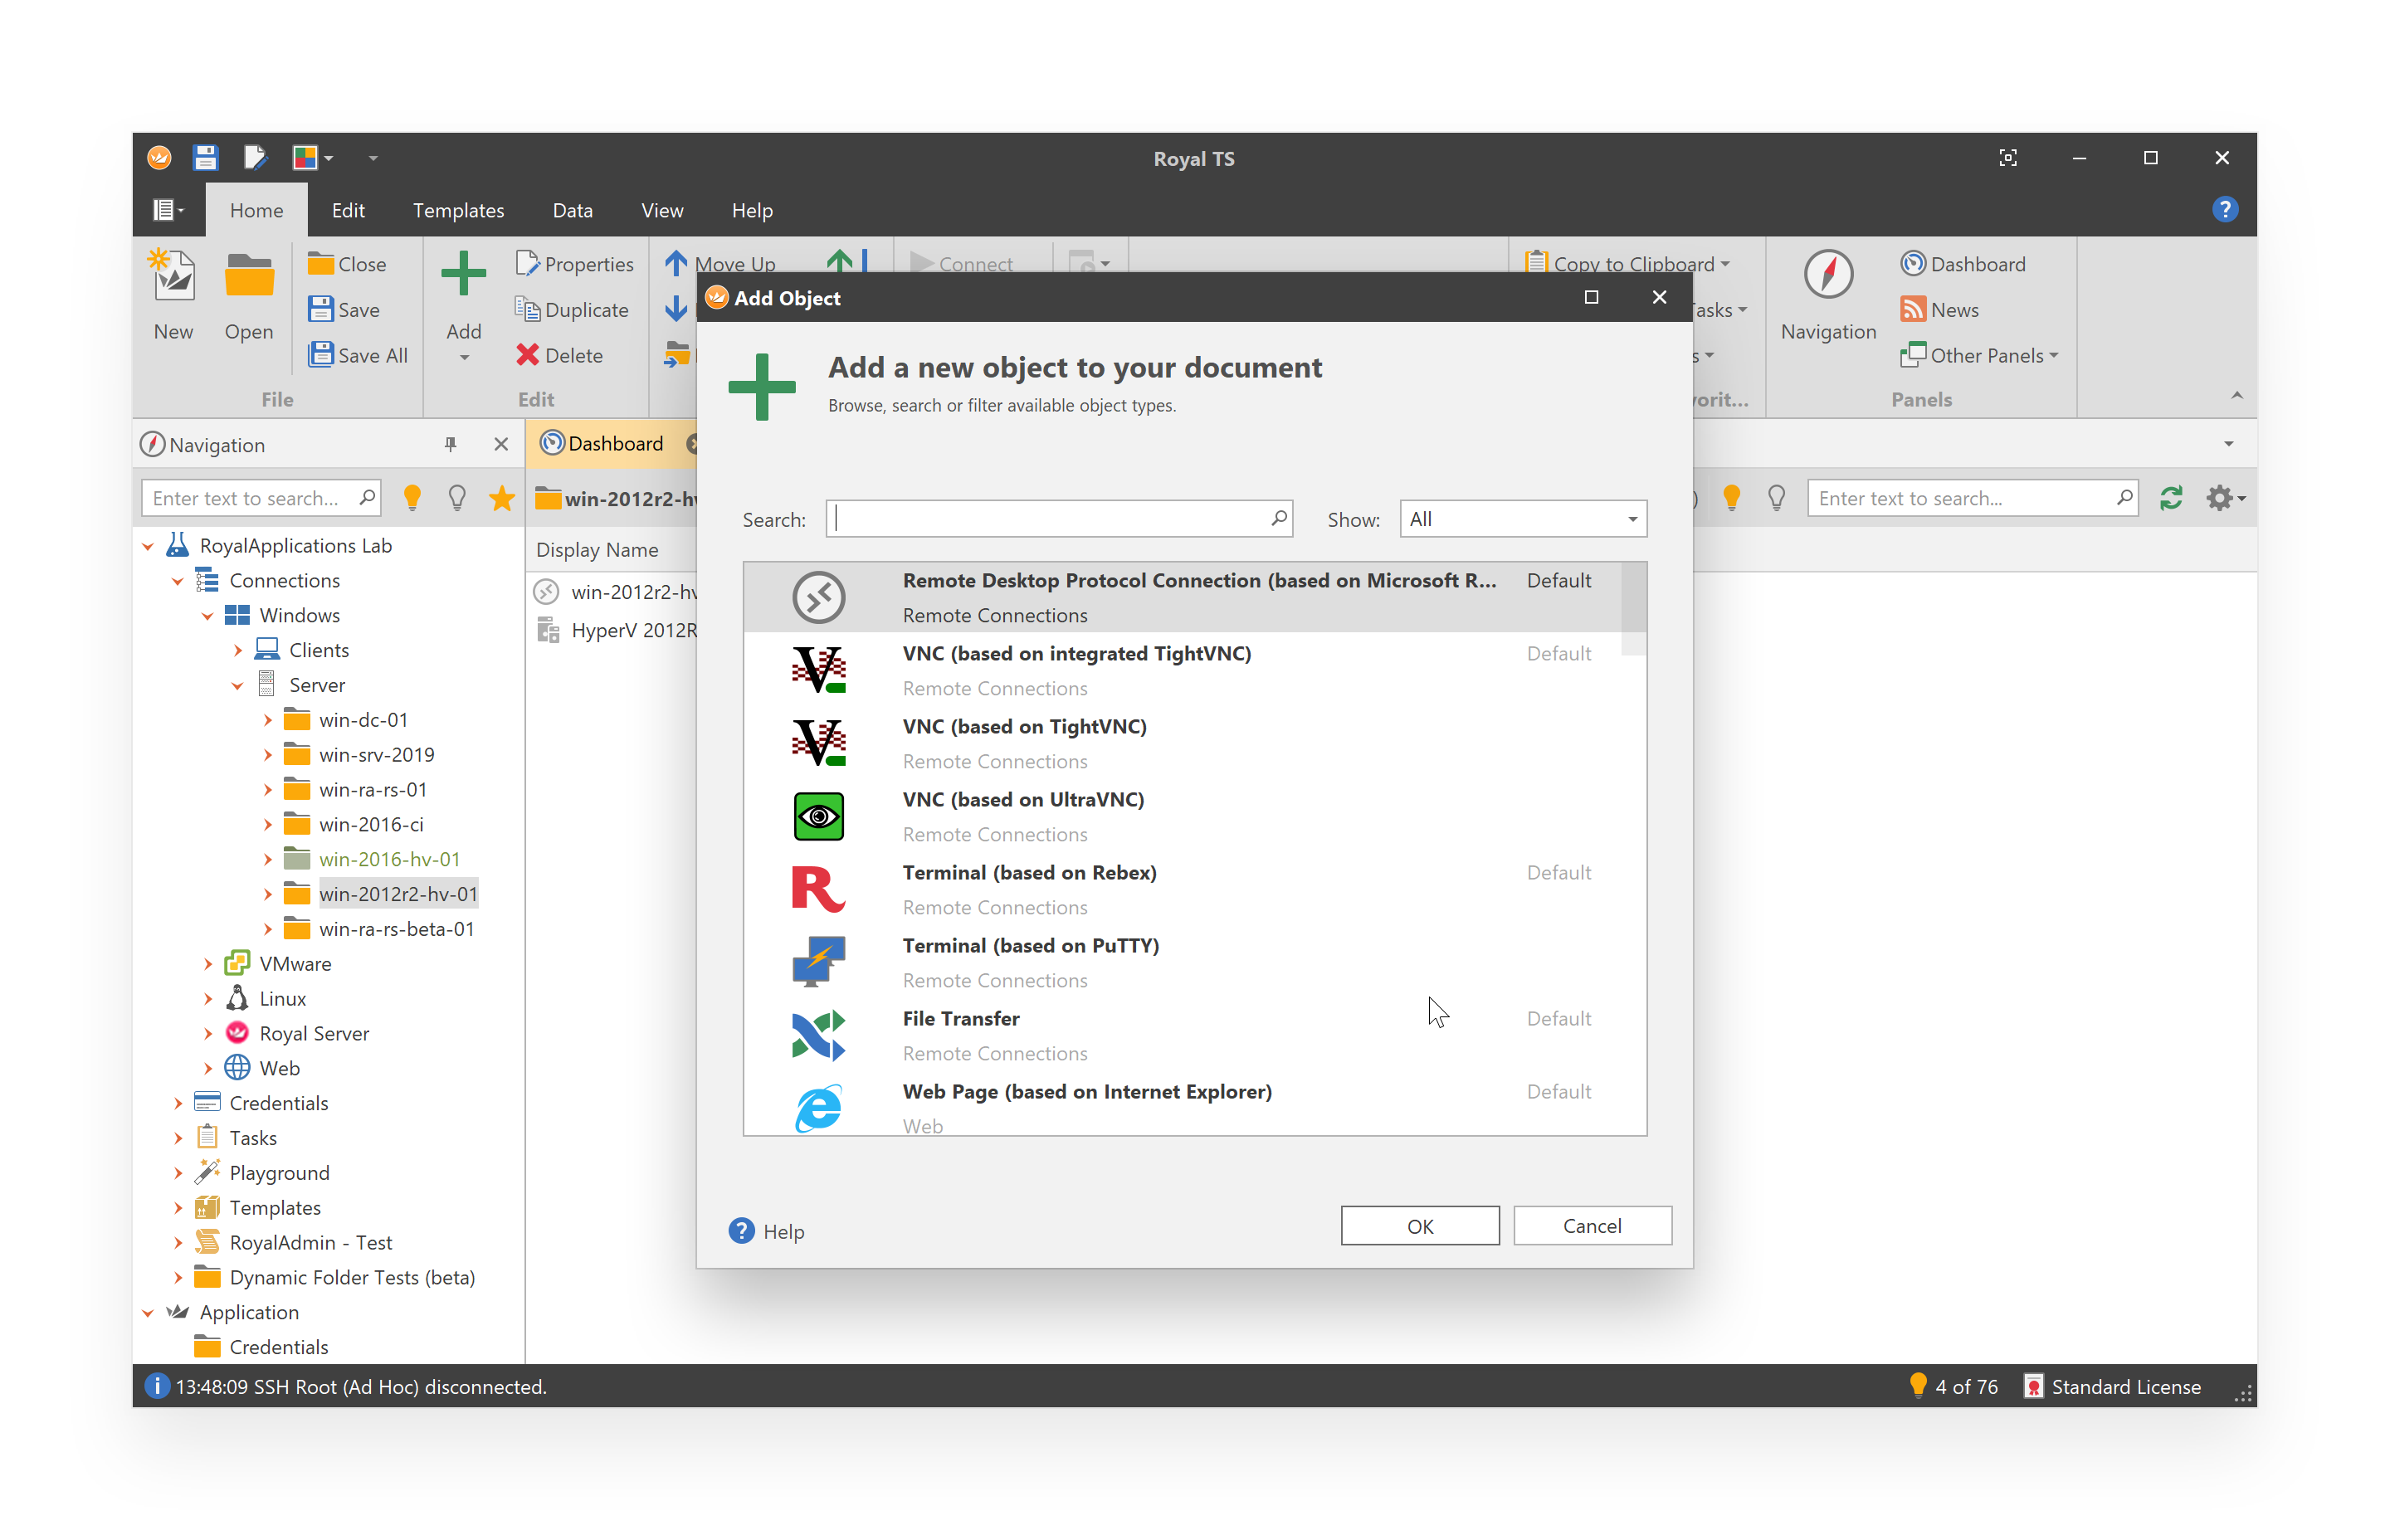 Royal TS
Home Edit Templates Data View Help
New
Open
Close
Save
Save All
File
Add
Properties
Duplicate
Delete
Edit
Move Up
Connect
Copy to Clipboard
Navigation
Dashboard
News
Other Panels
Panels
Navigation
Enter text to search...
RoyalApplications Lab
Connections
Windows
Clients
Server
win-dc-01
win-srv-2019
win-ra-rs-01
win-2016-ci
win-2016-hv-01
win-2012r2-hv-01
win-ra-rs-beta-01
VMware
Linux
Royal Server
Web
Credentials
Tasks
Playground
Templates
RoyalAdmin - Test
Dynamic Folder Tests (beta)
Application
Credentials
Dashboard
win-2012r2-hv
Enter text to search...
Display Name
win-2012r2-hv
HyperV 2012R
Add Object
Add a new object to your document
Browse, search or filter available object types.
Search:
Show: All
Remote Desktop Protocol Connection (based on Microsoft R... Default
Remote Connections
VNC (based on integrated TightVNC) Default
Remote Connections
VNC (based on TightVNC)
Remote Connections
VNC (based on UltraVNC)
Remote Connections
Terminal (based on Rebex) Default
Remote Connections
Terminal (based on PuTTY)
Remote Connections
File Transfer Default
Remote Connections
Web Page (based on Internet Explorer) Default
Web
Help
OK
Cancel
13:48:09 SSH Root (Ad Hoc) disconnected.
4 of 76
Standard License